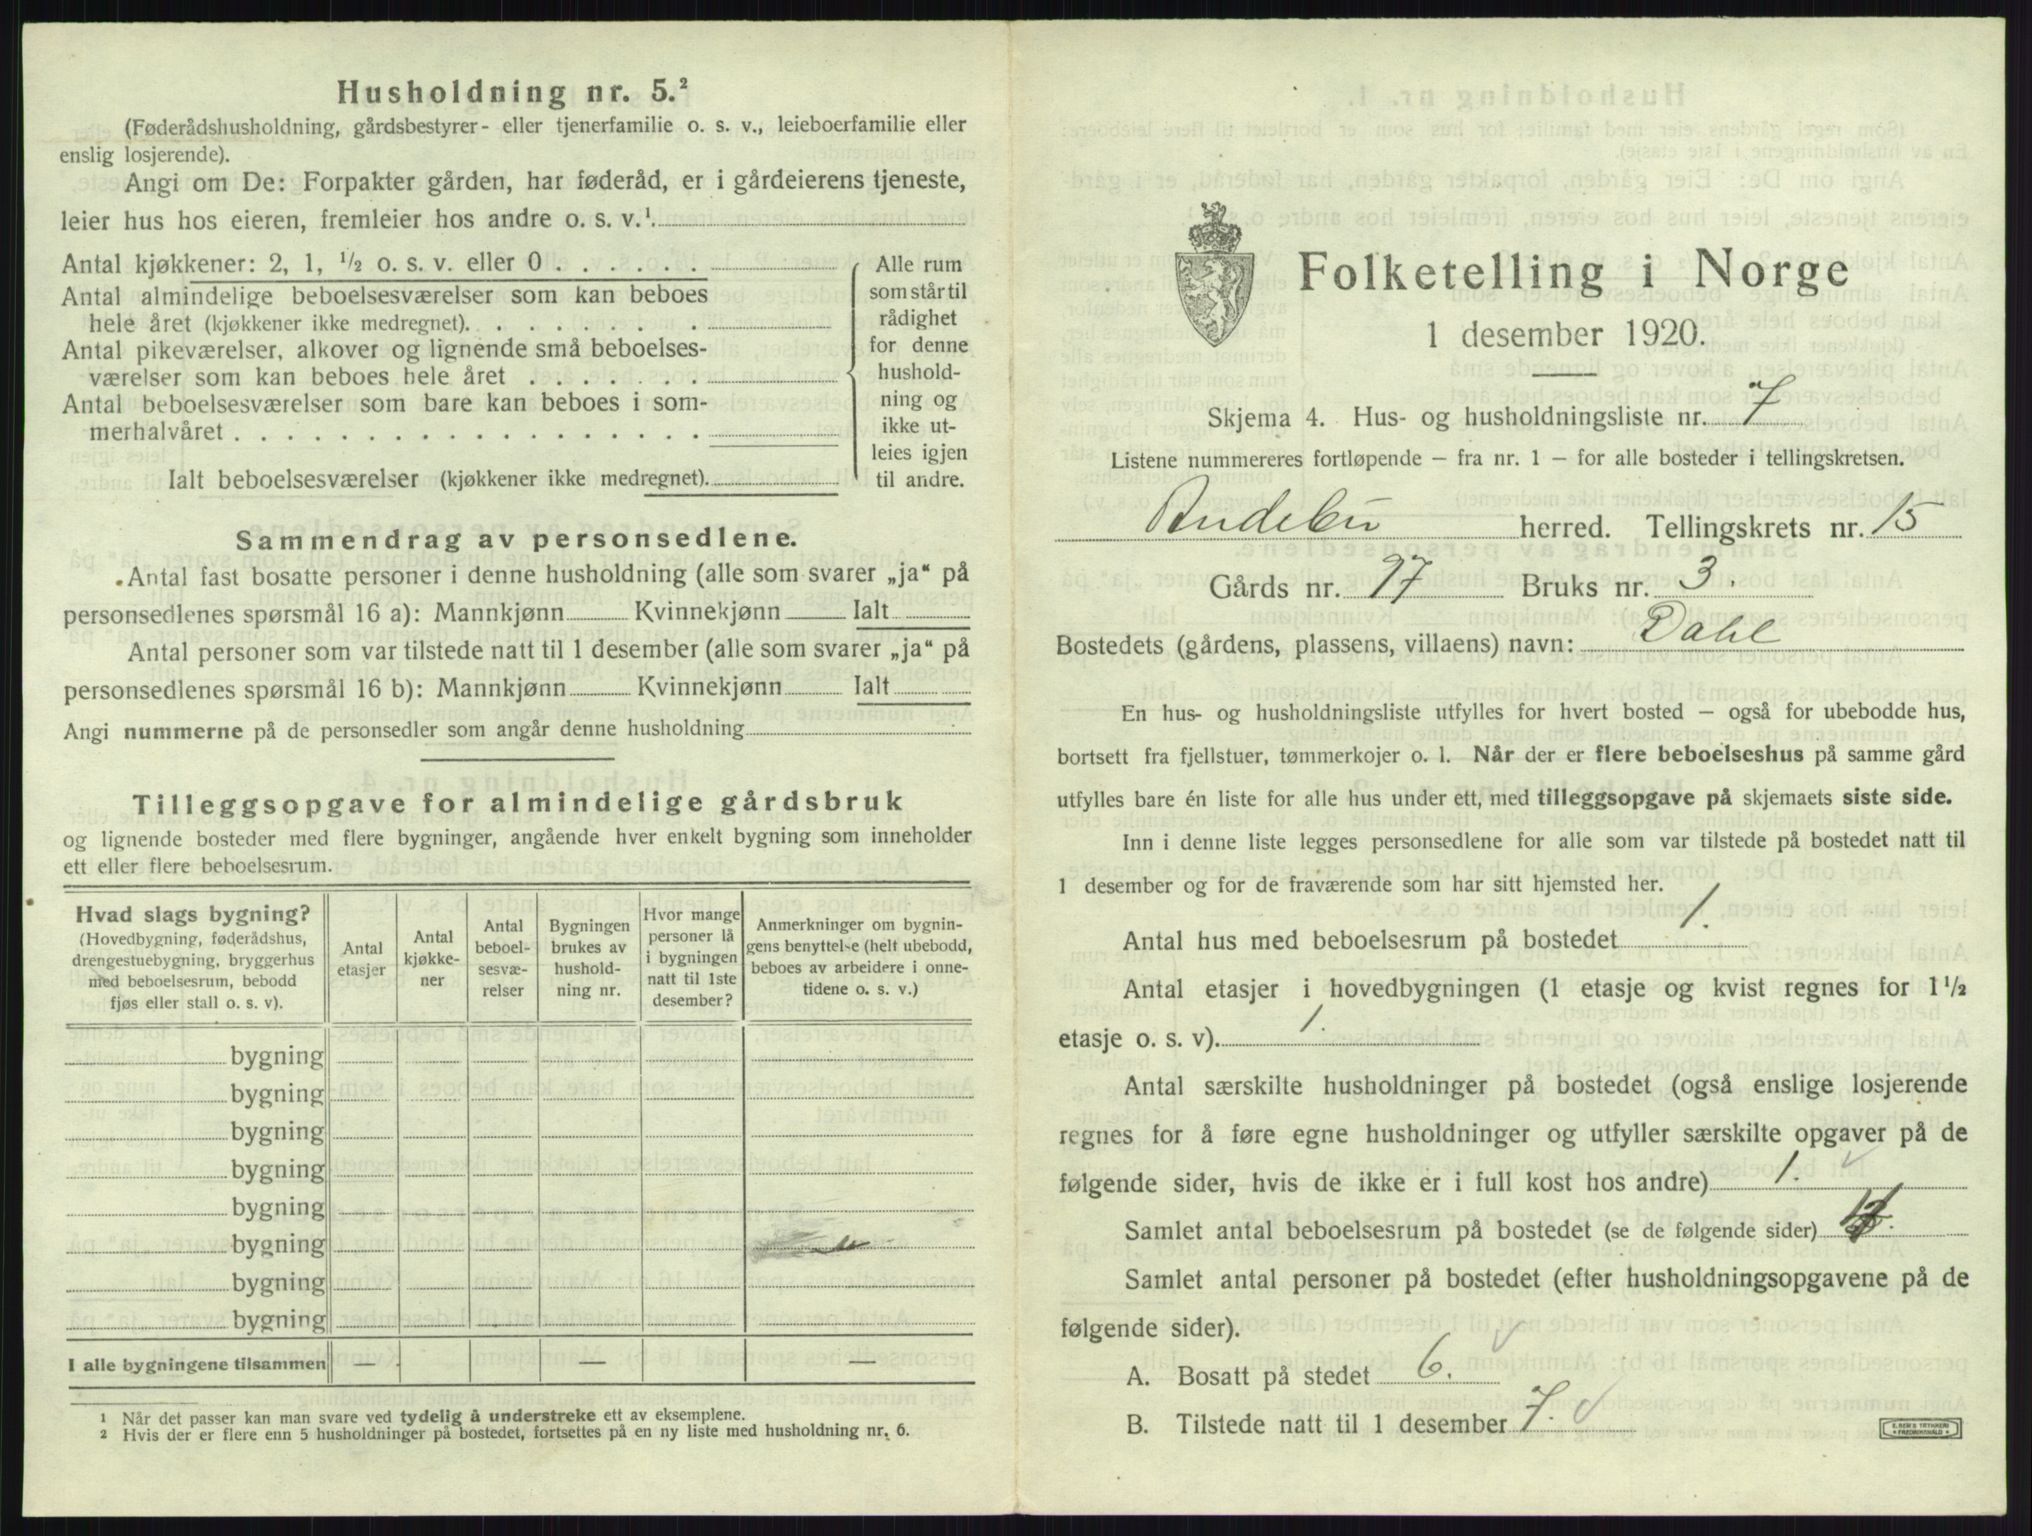 Husholdning nr. 5.²
(Føderådshusholdning, gårdsbestyrer- eller tjenerfamilie o. s. v., leieboerfamilie eller
enslig losjerende).
Angi om De: Forpakter gården, har føderåd, er i gårdeierens tjeneste,
leier hus hos eieren, fremleier hos andre o. s. v.¹
Antal kjøkkener: 2, 1, ½ o. s. v. eller 0 . . . . . .
Antal almindelige beboelsesværelser som kan beboes
hele året (kjøkkener ikke medregnet). . . . . . . .
Antal pikeværelser, alkover og lignende små beboelses-
værelser som kan beboes hele året . . . . . . .
Antal beboelsesværelser som bare kan beboes i som-
merhalvåret . . . . . . . . . . . . . . . . . .
Ialt beboelsesværelser (kjøkkener ikke medregnet).
Alle rum
som står til
rådighet
for denne
hushold-
ning og
ikke ut-
leies igjen
til andre.
Sammendrag av personsedlene.
Antal fast bosatte personer i denne husholdning (alle som svarer „ja“ på
personsedlenes spørsmål 16 a): Mannkjønn Kvinnekjønn Ialt
Antal personer som var tilstede natt til 1 desember (alle som svarer „ja“ på
personsedlenes spørsmål 16 b): Mannkjønn Kvinnekjønn Ialt
Angi nummerne på de personsedler som angår denne husholdning
Tilleggsopgave for almindelige gårdsbruk
og lignende bosteder med flere bygninger, angående hver enkelt bygning som inneholder
ett eller flere beboelsesrum.
Hvad slags bygning?
(Hovedbygning, føderådshus,
drengestuebygning, bryggerhus
med beboelsesrum, bebodd
fjøs eller stall o. s. v).
Antal
etasjer
Antal
kjøkke-
ner
Antal
beboel-
sesvæ-
relser
Bygningen
brukes av
hushold-
ning nr.
Hvor mange
personer lå
i bygningen
natt til 1ste
desember?
Anmerkninger om bygnin-
gens benyttelse (helt ubebodd,
beboes av arbeidere i onne-
tidene o. s. v.)
bygning
bygning
bygning
bygning
bygning
bygning
bygning
bygning
I alle bygningene tilsammen — — —
1 Når det passer kan man svare ved tydelig å understreke ett av eksemplene.
2 Hvis der er flere enn 5 husholdninger på bostedet, fortsettes på en ny liste med husholdning nr. 6.
Folketelling i Norge
1 desember 1920.
Skjema 4. Hus- og husholdningsliste nr. 7
Listene nummereres fortløpende – fra nr. 1 – for alle bosteder i tellingskretsen.
Andebu herred. Tellingskrets nr. 15
Gårds nr. 97 Bruks nr. 3.
Bostedets (gårdens, plassens, villaens) navn: Dahl
En hus- og husholdningsliste utfylles for hvert bosted – også for ubebodde hus,
bortsett fra fjellstuer, tømmerkojer o. l. Når der er flere beboelseshus på samme gård
utfylles bare én liste for alle hus under ett, med tilleggsopgave på skjemaets siste side.
Inn i denne liste legges personsedlene for alle som var tilstede på bostedet natt til
1 desember og for de fraværende som har sitt hjemsted her.
Antal hus med beboelsesrum på bostedet 1.
Antal etasjer i hovedbygningen (1 etasje og kvist regnes for 1½
etasje o. s. v). 1.
Antal særskilte husholdninger på bostedet (også enslige losjerende
regnes for å føre egne husholdninger og utfyller særskilte opgaver på de
følgende sider, hvis de ikke er i full kost hos andre) 1.
Samlet antal beboelsesrum på bostedet (se de følgende sider)
Samlet antal personer på bostedet (efter husholdningsopgavene på de
følgende sider).
A. Bosatt på stedet 6.
B. Tilstede natt til 1 desember 7.